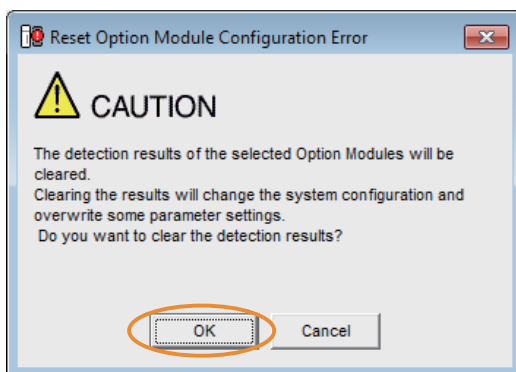 Reset Option Module Configuration Error
CAUTION
The detection results of the selected Option Modules will be
cleared.
Clearing the results will change the system configuration and
overwrite some parameter settings.
Do you want to clear the detection results?
OK
Cancel